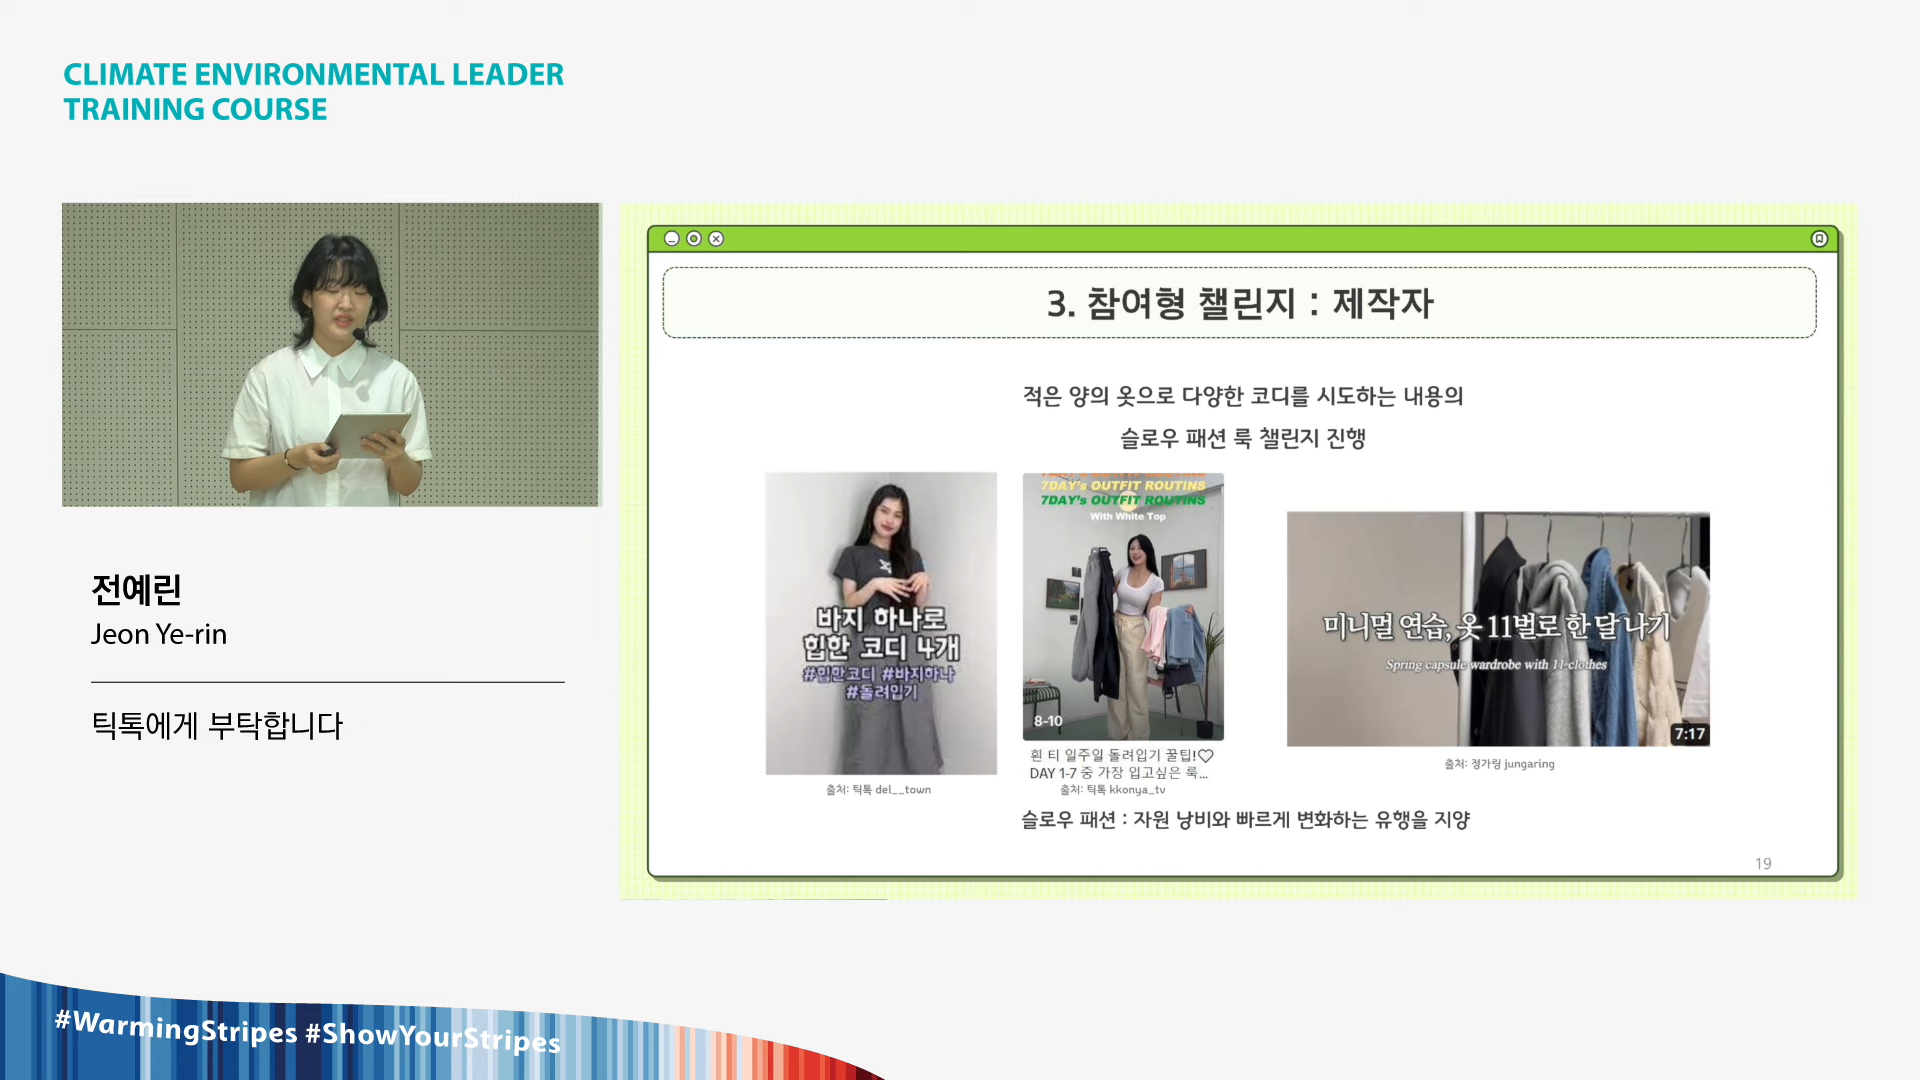 CLIMATE ENVIRONMENTAL LEADER
TRAINING COURSE
전예린
Jeon Ye-rin
틱톡에게 부탁합니다
3. 참여형 챌린지 : 제작자
적은 양의 옷으로 다양한 코디를 시도하는 내용의
슬로우 패션 룩 챌린지 진행
바지 하나로
힙한 코디 4개
#힙한코디 #바지하나
#돌려입기
출처: 틱톡 del__town
7DAY's OUTFIT ROUTINS
7DAY's OUTFIT ROUTINS
With White Top
8-10
흰 티 일주일 돌려입기 꿀팁!♡
DAY 1-7 중 가장 입고싶은 룩...
출처: 틱톡 kkonya_tv
미니멀 연습, 옷 11벌로 한 달 나기
Spring capsule wardrobe with 11-clothes
7:17
출처: 정가링 jungaring
슬로우 패션 : 자원 낭비와 빠르게 변화하는 유행을 지양
19
#WarmingStripes #ShowYourStripes